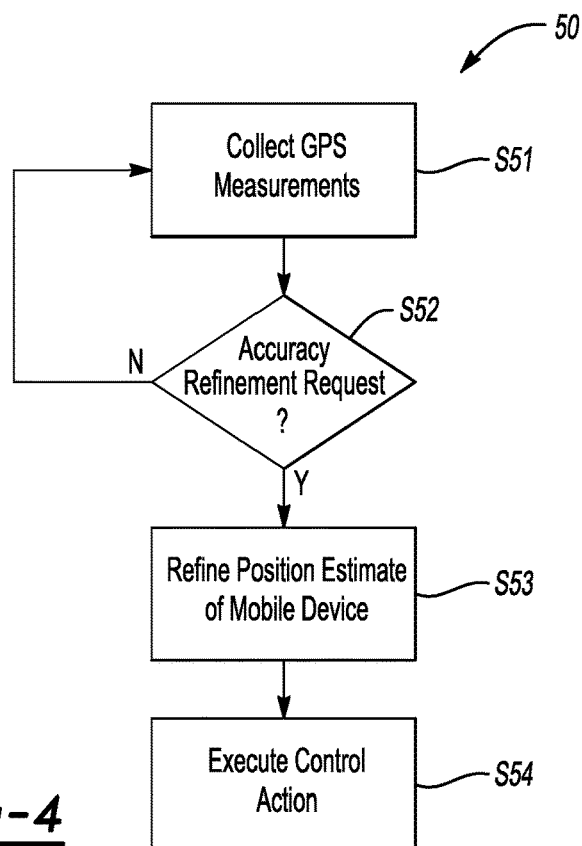 50
Collect GPS
Measurements
S51
S52
N
Accuracy
Refinement Request
?
Y
Refine Position Estimate
of Mobile Device
S53
Execute Control
Action
S54
-4